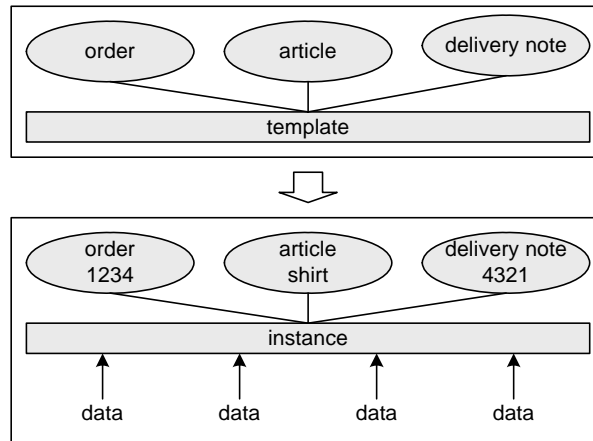 order
article
delivery note
template
order
1234
article
shirt
delivery note
4321
instance
data
data
data
data